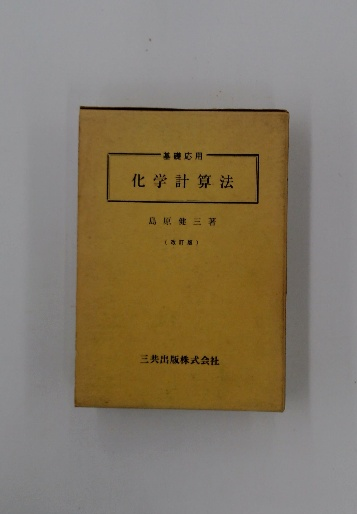 基礎応用
化学計算法
島原健三著
(改訂版)
三共出版株式会社